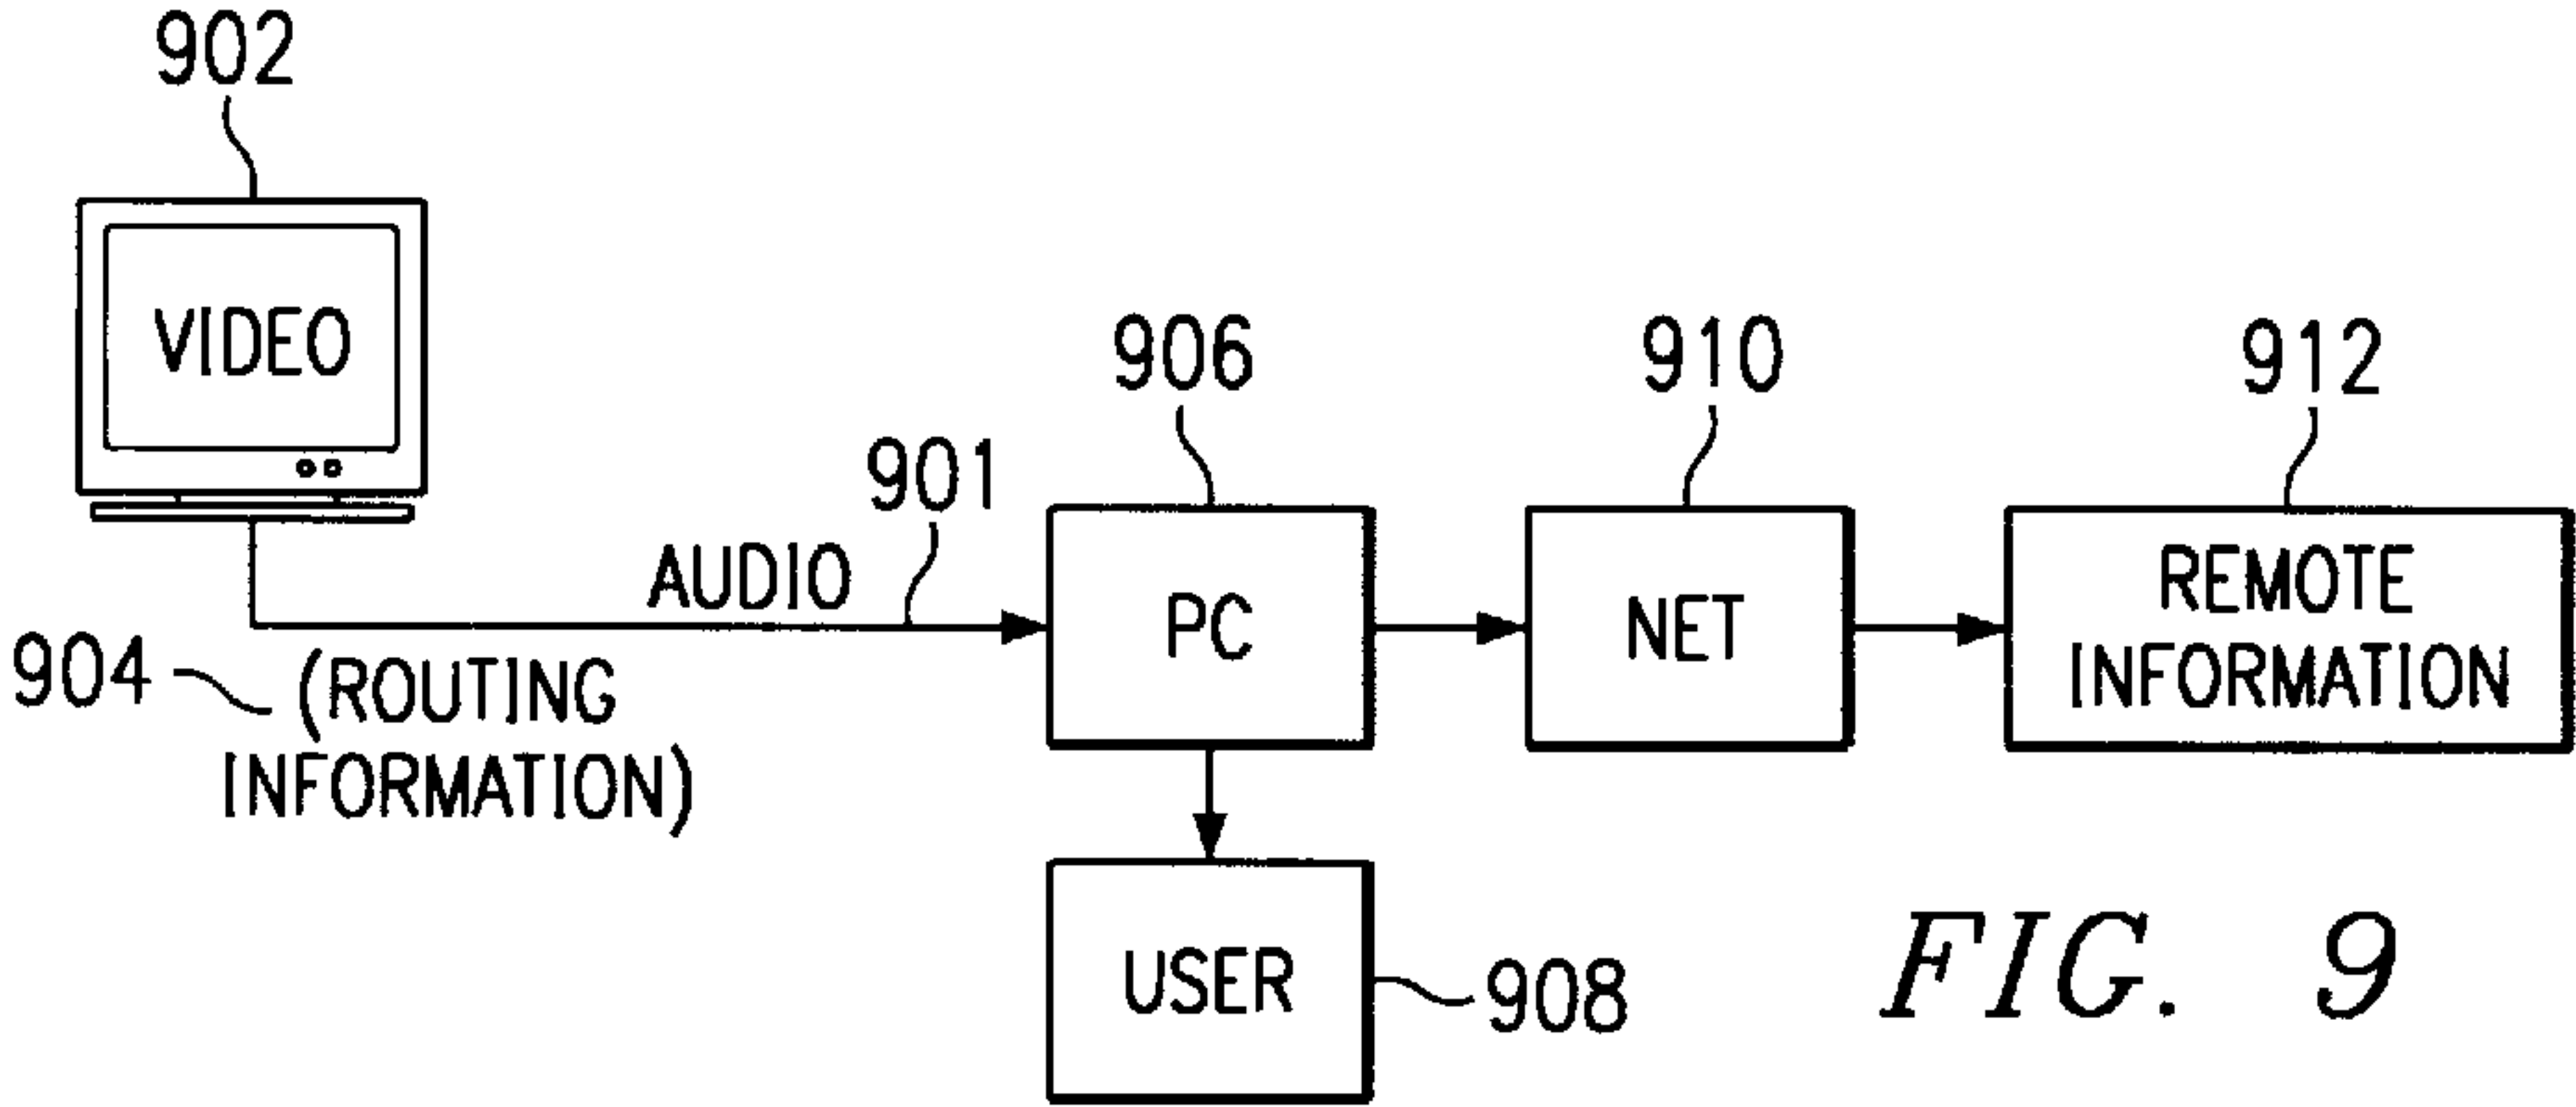 902
VIDEO
906
910
912
901
AUDIO
PC
NET
REMOTE
INFORMATION
904
(ROUTING
INFORMATION)
USER
908
FIG. 9